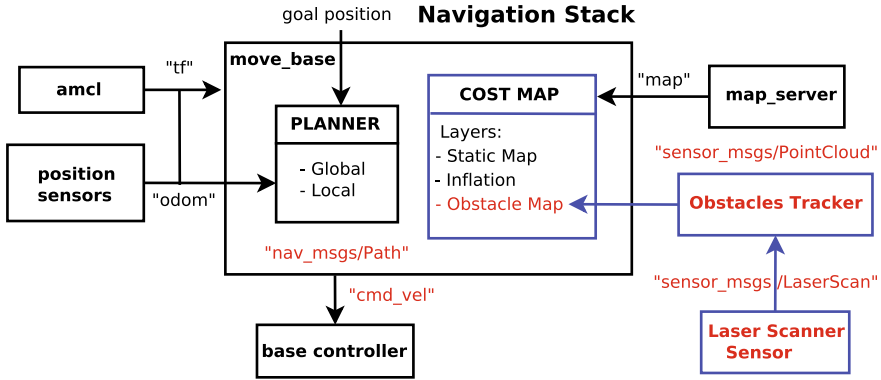 Navigation Stack
goal position
move_base
"tf"
amcl
position
sensors
"odom"
PLANNER
- Global
- Local
COST MAP
Layers:
- Static Map
- Inflation
- Obstacle Map
"map"
map_server
"sensor_msgs/PointCloud"
Obstacles Tracker
"sensor_msgs /LaserScan"
Laser Scanner
Sensor
"nav_msgs/Path"
"cmd_vel"
base controller